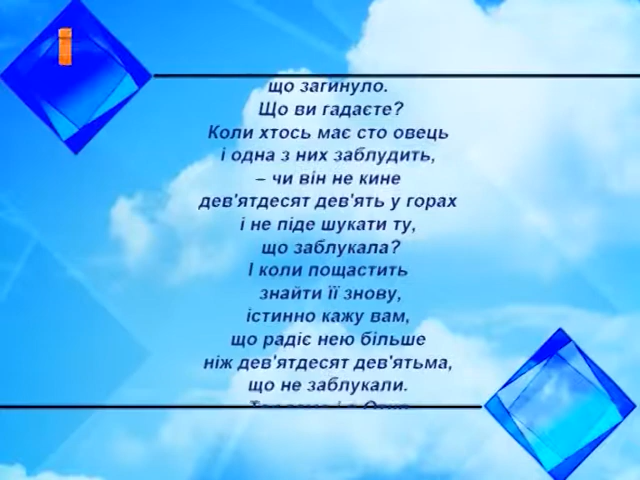 що загинуло.
Що ви гадаєте?
Коли хтось має сто овець
і одна з них заблудить,
– чи він не кине
дев'ятдесят дев'ять у горах
і не піде шукати ту,
що заблукала?
І коли пощастить
знайти її знову,
істинно кажу вам,
що радіє нею більше
ніж дев'ятдесят дев'ятьма,
що не заблукали.